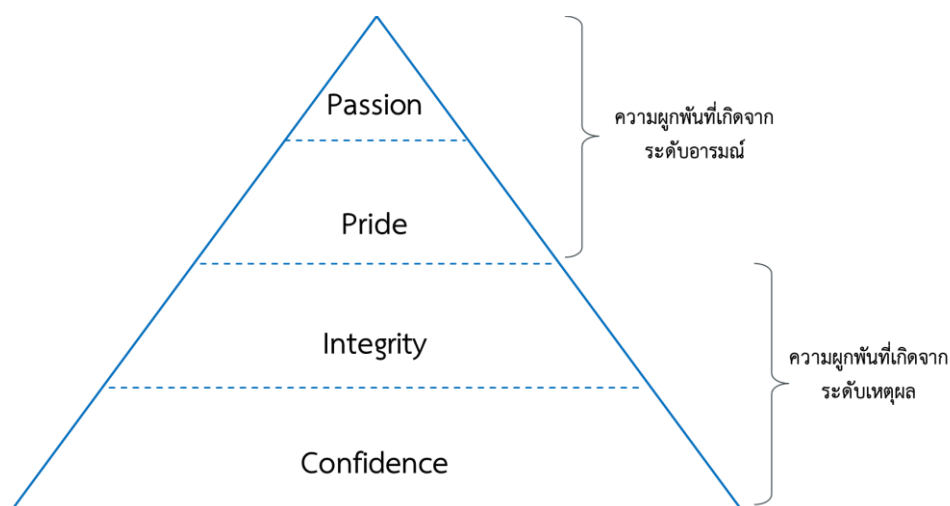 Passion
ความผูกพันที่เกิดจาก
ระดับอารมณ์
Pride
Integrity
ความผูกพันที่เกิดจาก
ระดับเหตุผล
Confidence